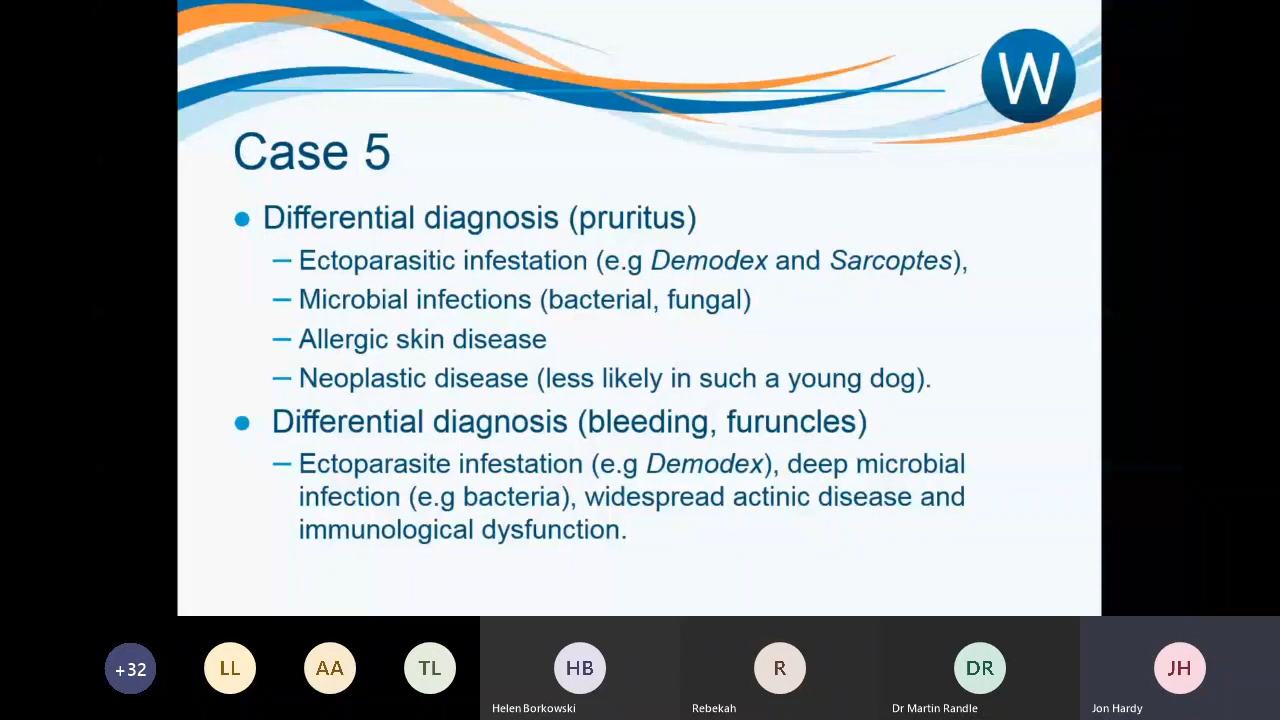 W
Case 5
Differential diagnosis (pruritus)
Ectoparasitic infestation (e.g Demodex and Sarcoptes),
Microbial infections (bacterial, fungal)
Allergic skin disease
Neoplastic disease (less likely in such a young dog).
Differential diagnosis (bleeding, furuncles)
Ectoparasite infestation (e.g Demodex), deep microbial
infection (e.g bacteria), widespread actinic disease and
immunological dysfunction.
+32
LL
AA
TL
HB
R
DR
JH
Helen Borkowski
Rebekah
Dr Martin Randle
Jon Hardy